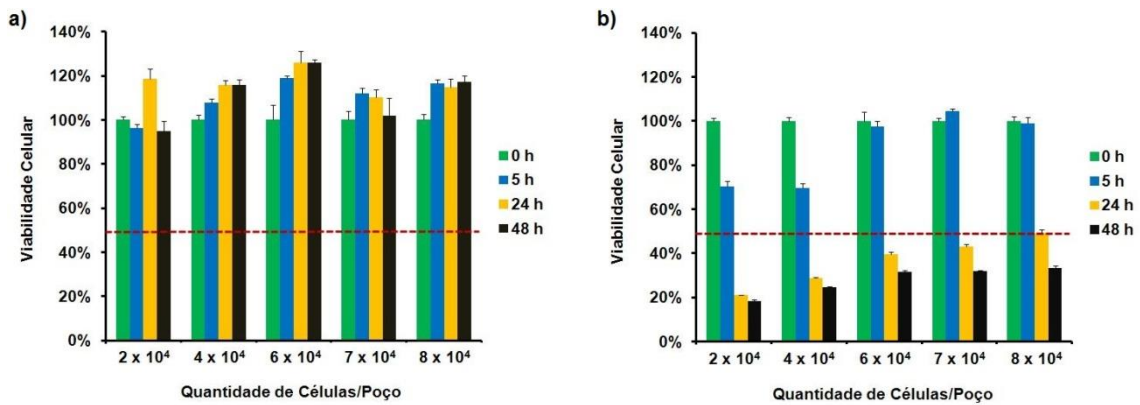 a)
140%
120%
100%
80%
60%
40%
20%
0%
Viabilidade Celular
2 x 10⁴ 4 x 10⁴ 6 x 10⁴ 7 x 10⁴ 8 x 10⁴
Quantidade de Células/Poço
0 h
5 h
24 h
48 h
b)
140%
120%
100%
80%
60%
40%
20%
0%
Viabilidade Celular
2 x 10⁴ 4 x 10⁴ 6 x 10⁴ 7 x 10⁴ 8 x 10⁴
Quantidade de Células/Poço
0 h
5 h
24 h
48 h